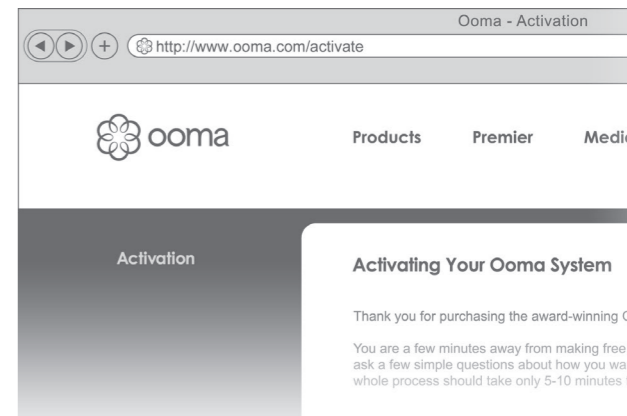 Ooma - Activation
http://www.ooma.com/activate
ooma
Products Premier
Activation
Activating Your Ooma System
Thank you for purchasing the award-winning
You are a few minutes away from making free
ask a few simple questions about how you
whole process should take only 5-10 minutes